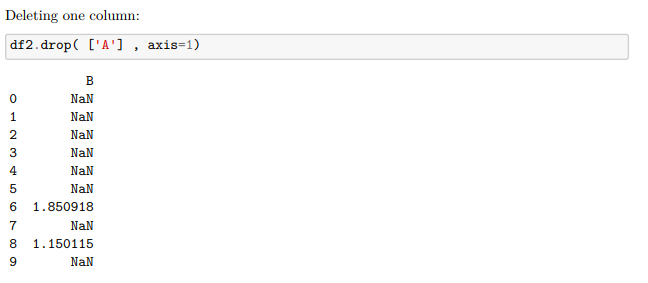 Deleting one column:
df2.drop( ['A'] , axis=1)
B
0 NaN
1 NaN
2 NaN
3 NaN
4 NaN
5 NaN
6 1.850918
7 NaN
8 1.150115
9 NaN